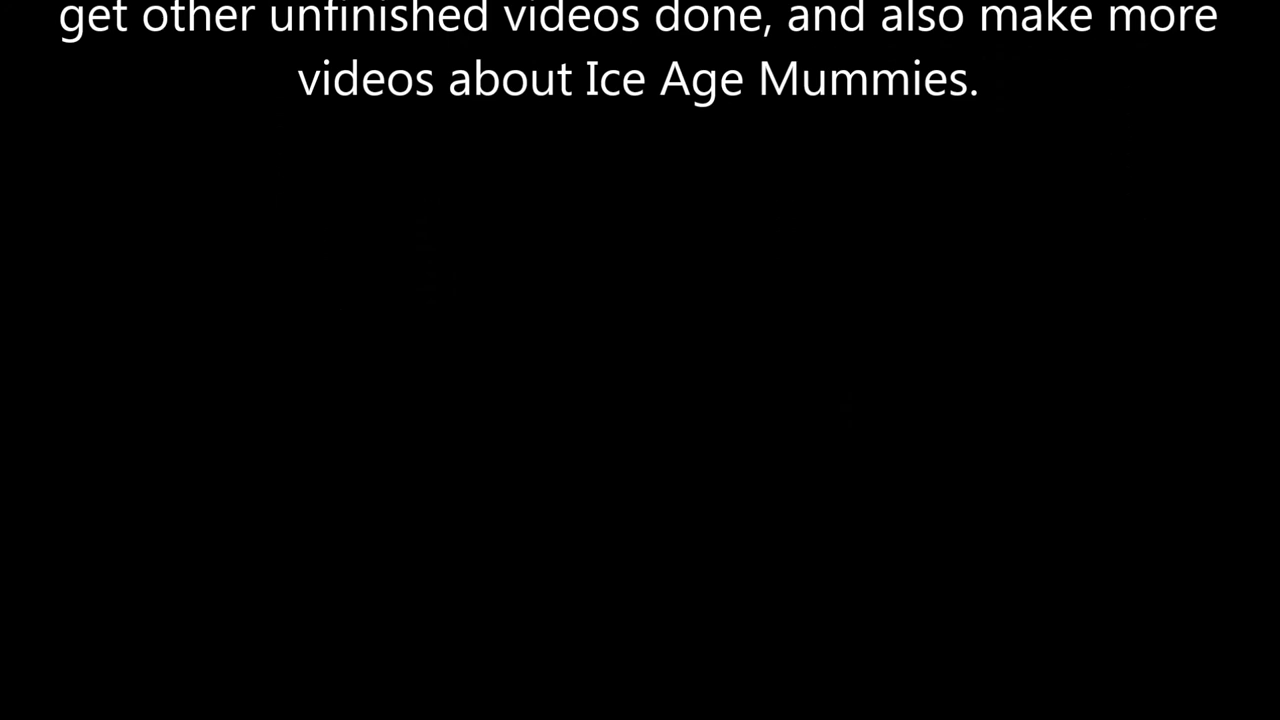 get other unfinished videos done, and also make more
videos about Ice Age Mummies.